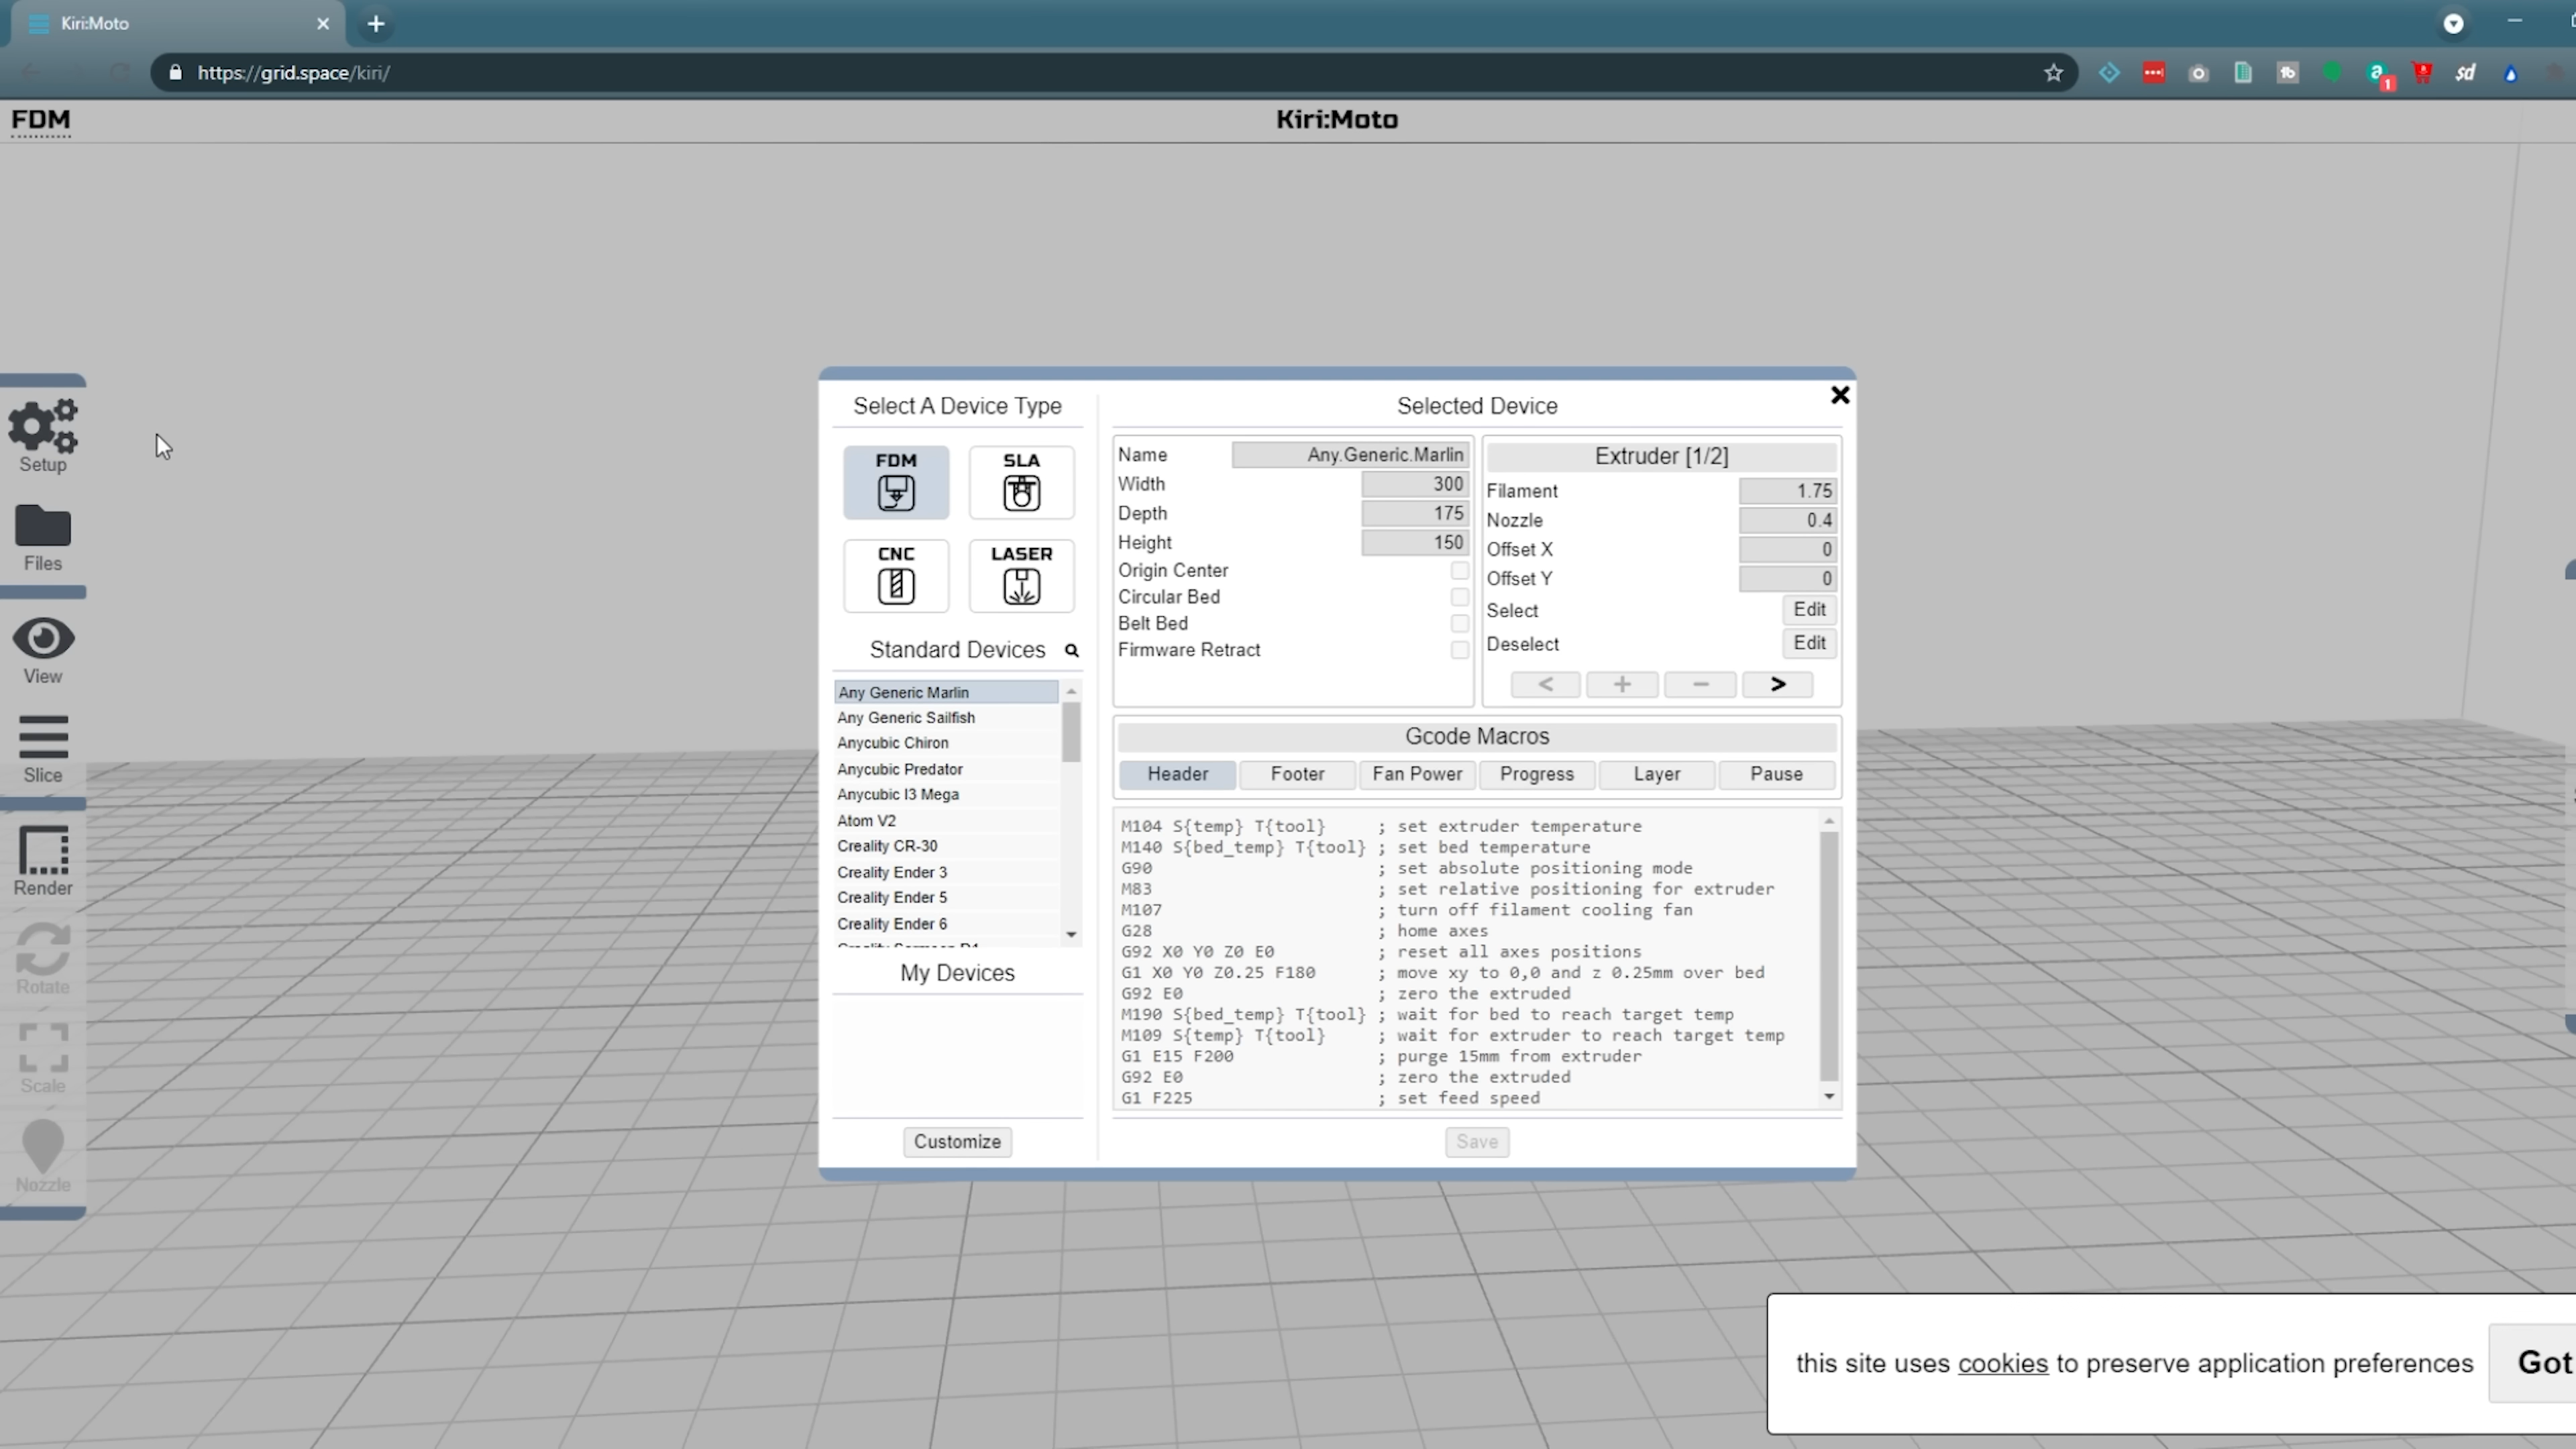 Kiri:Moto
https://grid.space/kiri/
FDM
Kiri:Moto
Setup
Files
View
Slice
Render
Rotate
Scale
Nozzle
Select A Device Type
FDM
SLA
CNC
LASER
Standard Devices
Any Generic Marlin
Any Generic Sailfish
Anycubic Chiron
Anycubic Predator
Anycubic I3 Mega
Atom V2
Creality CR-30
Creality Ender 3
Creality Ender 5
Creality Ender 6
My Devices
Customize
Selected Device
Name Any.Generic.Marlin
Width 300
Depth 175
Height 150
Origin Center
Circular Bed
Belt Bed
Firmware Retract
Extruder [1/2]
Filament 1.75
Nozzle 0.4
Offset X 0
Offset Y 0
Select Edit
Deselect Edit
< + − >
Gcode Macros
Header Footer Fan Power Progress Layer Pause
M104 S{temp} T{tool} ; set extruder temperature
M140 S{bed_temp} T{tool} ; set bed temperature
G90 ; set absolute positioning mode
M83 ; set relative positioning for extruder
M107 ; turn off filament cooling fan
G28 ; home axes
G92 X0 Y0 Z0 E0 ; reset all axes positions
G1 X0 Y0 Z0.25 F180 ; move xy to 0,0 and z 0.25mm over bed
G92 E0 ; zero the extruded
M190 S{bed_temp} T{tool} ; wait for bed to reach target temp
M109 S{temp} T{tool} ; wait for extruder to reach target temp
G1 E15 F200 ; purge 15mm from extruder
G92 E0 ; zero the extruded
G1 F225 ; set feed speed
Save
this site uses cookies to preserve application preferences
Got